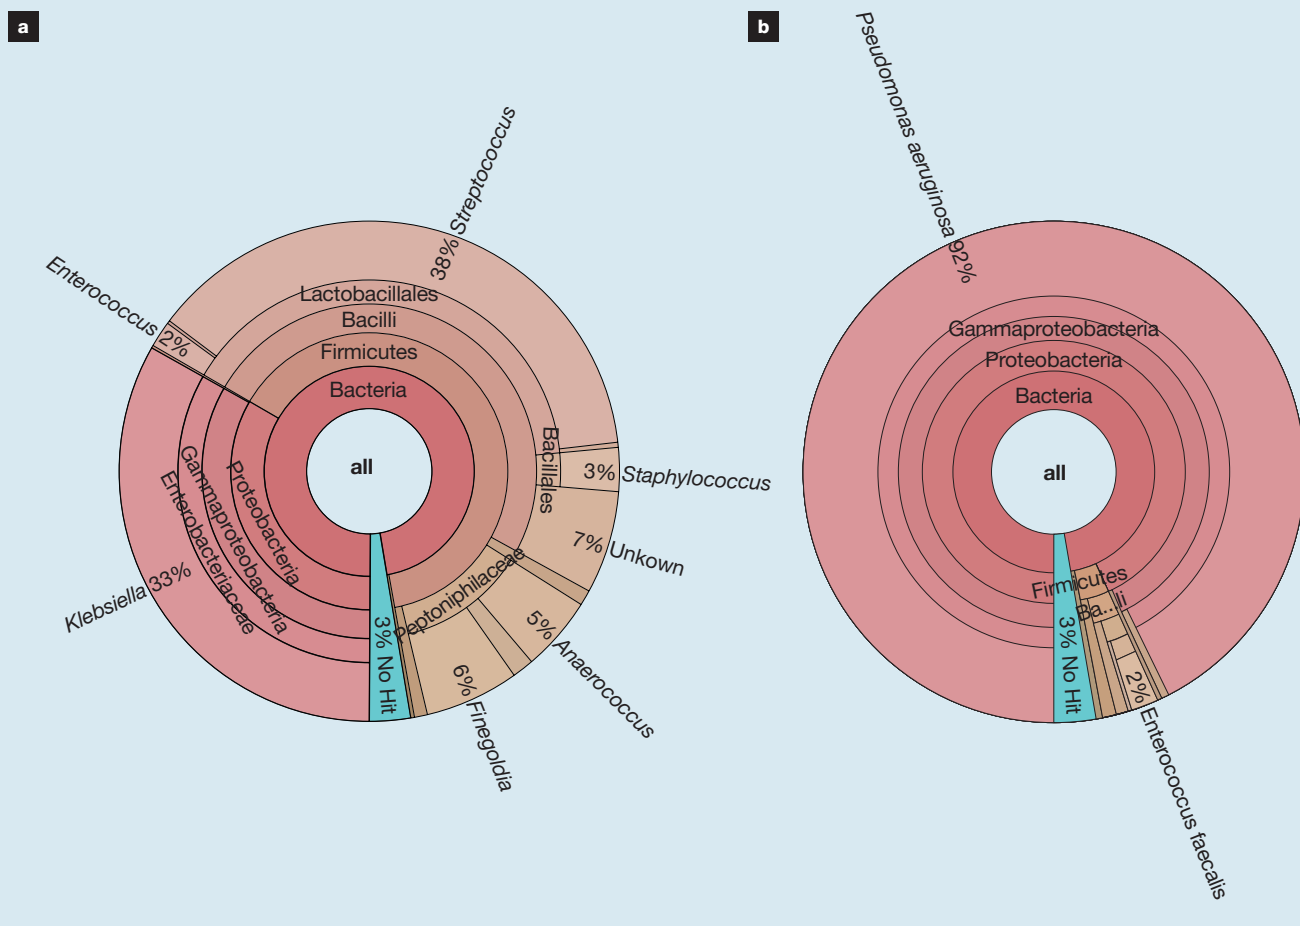 a
Enterococcus
2%
38% Streptococcus
Lactobacillales
Bacilli
Firmicutes
Bacteria
all
Bacillales
3% Staphylococcus
7% Unkown
Peptoniphilaceae
5% Anaerococcus
6% Finegoldia
3% No Hit
Proteobacteria
Gammaproteobacteria
Enterobacteriaceae
Klebsiella 33%
b
Pseudomonas aeruginosa 92%
Gammaproteobacteria
Proteobacteria
Bacteria
all
Firmicutes
Ba...li
3% No Hit
2% Enterococcus faecalis